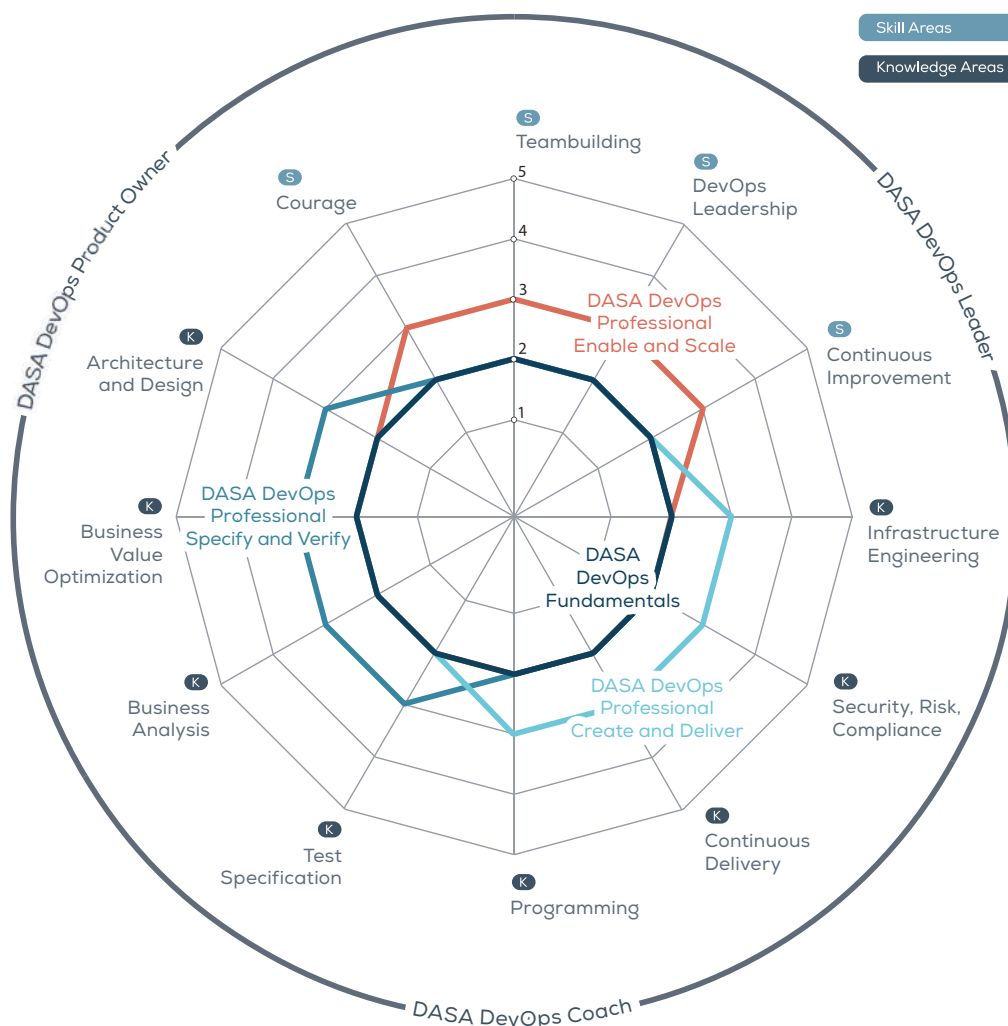 Skill Areas
Knowledge Areas
DASA DevOps Product Owner
DASA DevOps Leader
S
Teambuilding
S
DevOps
Leadership
S
Courage
5
4
3
2
1
DASA DevOps
Professional
Enable and Scale
S
Continuous
Improvement
K
Architecture
and Design
K
Business
Value
Optimization
DASA DevOps
Professional
Specify and Verify
K
Infrastructure
Engineering
DASA
DevOps
Fundamentals
K
Business
Analysis
K
Security, Risk,
Compliance
DASA DevOps
Professional
Create and Deliver
K
Test
Specification
K
Continuous
Delivery
K
Programming
DASA DevOps Coach